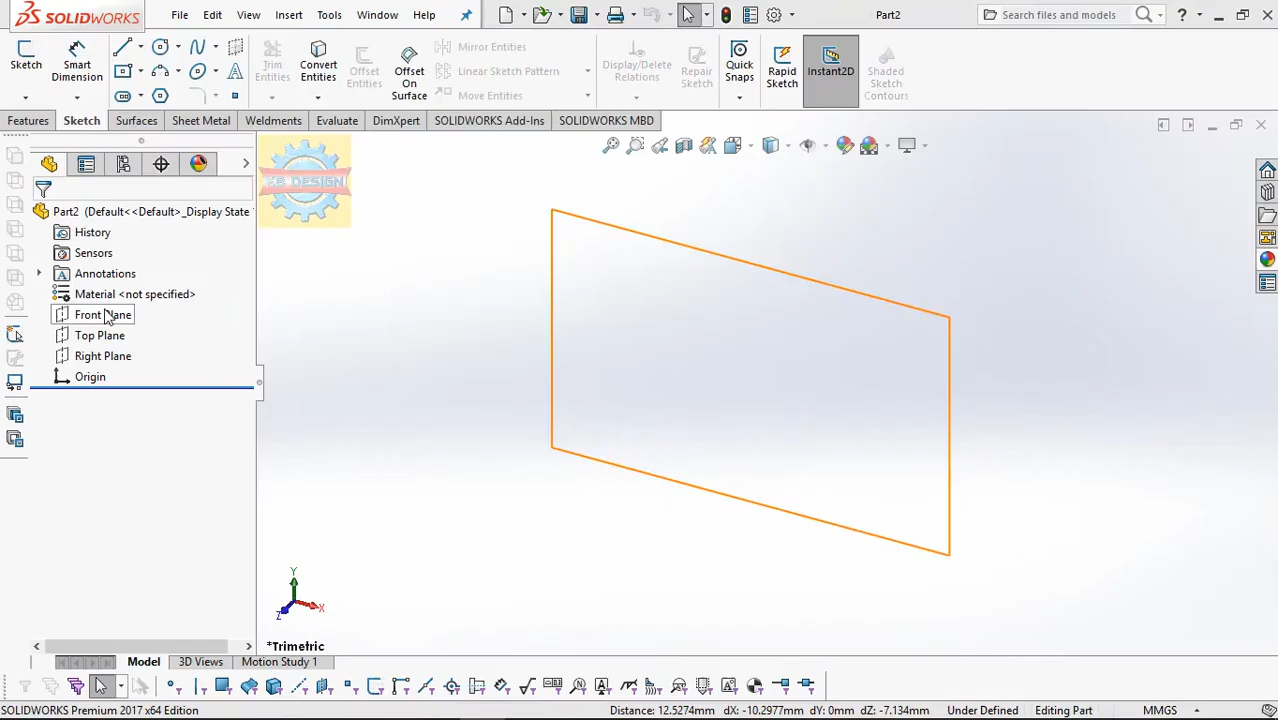 SOLIDWORKS
File Edit View Insert Tools Window Help
Part2
Search files and models
?
Sketch
Smart Dimension
Trim Entities
Convert Entities
Offset Entities
Offset On Surface
Mirror Entities
Linear Sketch Pattern
Move Entities
Display/Delete Relations
Repair Sketch
Quick Snaps
Rapid Sketch
Instant2D
Shaded Sketch Contours
Features Sketch Surfaces Sheet Metal Weldments Evaluate DimXpert SOLIDWORKS Add-Ins SOLIDWORKS MBD
Part2 (Default<<Default>_Display State
History
Sensors
Annotations
Material <not specified>
Front Plane
Top Plane
Right Plane
Origin
DESIGN
Y
X
Z
*Trimetric
Model 3D Views Motion Study 1
SOLIDWORKS Premium 2017 x64 Edition
Distance: 12.5274mm dX: -10.2977mm dY: 0mm dZ: -7.134mm Under Defined Editing Part MMGS